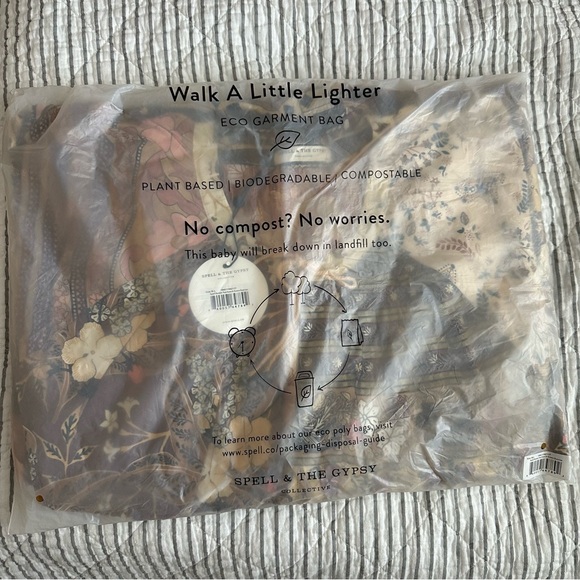 Walk A Little Lighter
ECO GARMENT BAG
& THE GYPSY
PLANT BASED | BIODEGRADABLE | COMPOSTABLE
No compost? No worries.
This baby will break down in landfill too.
SPELL & THE GYPSY
To learn more about our eco poly bags, visit
www.spell.co/packaging-disposal-guide
SPELL & THE GYPSY
COLLECTIVE